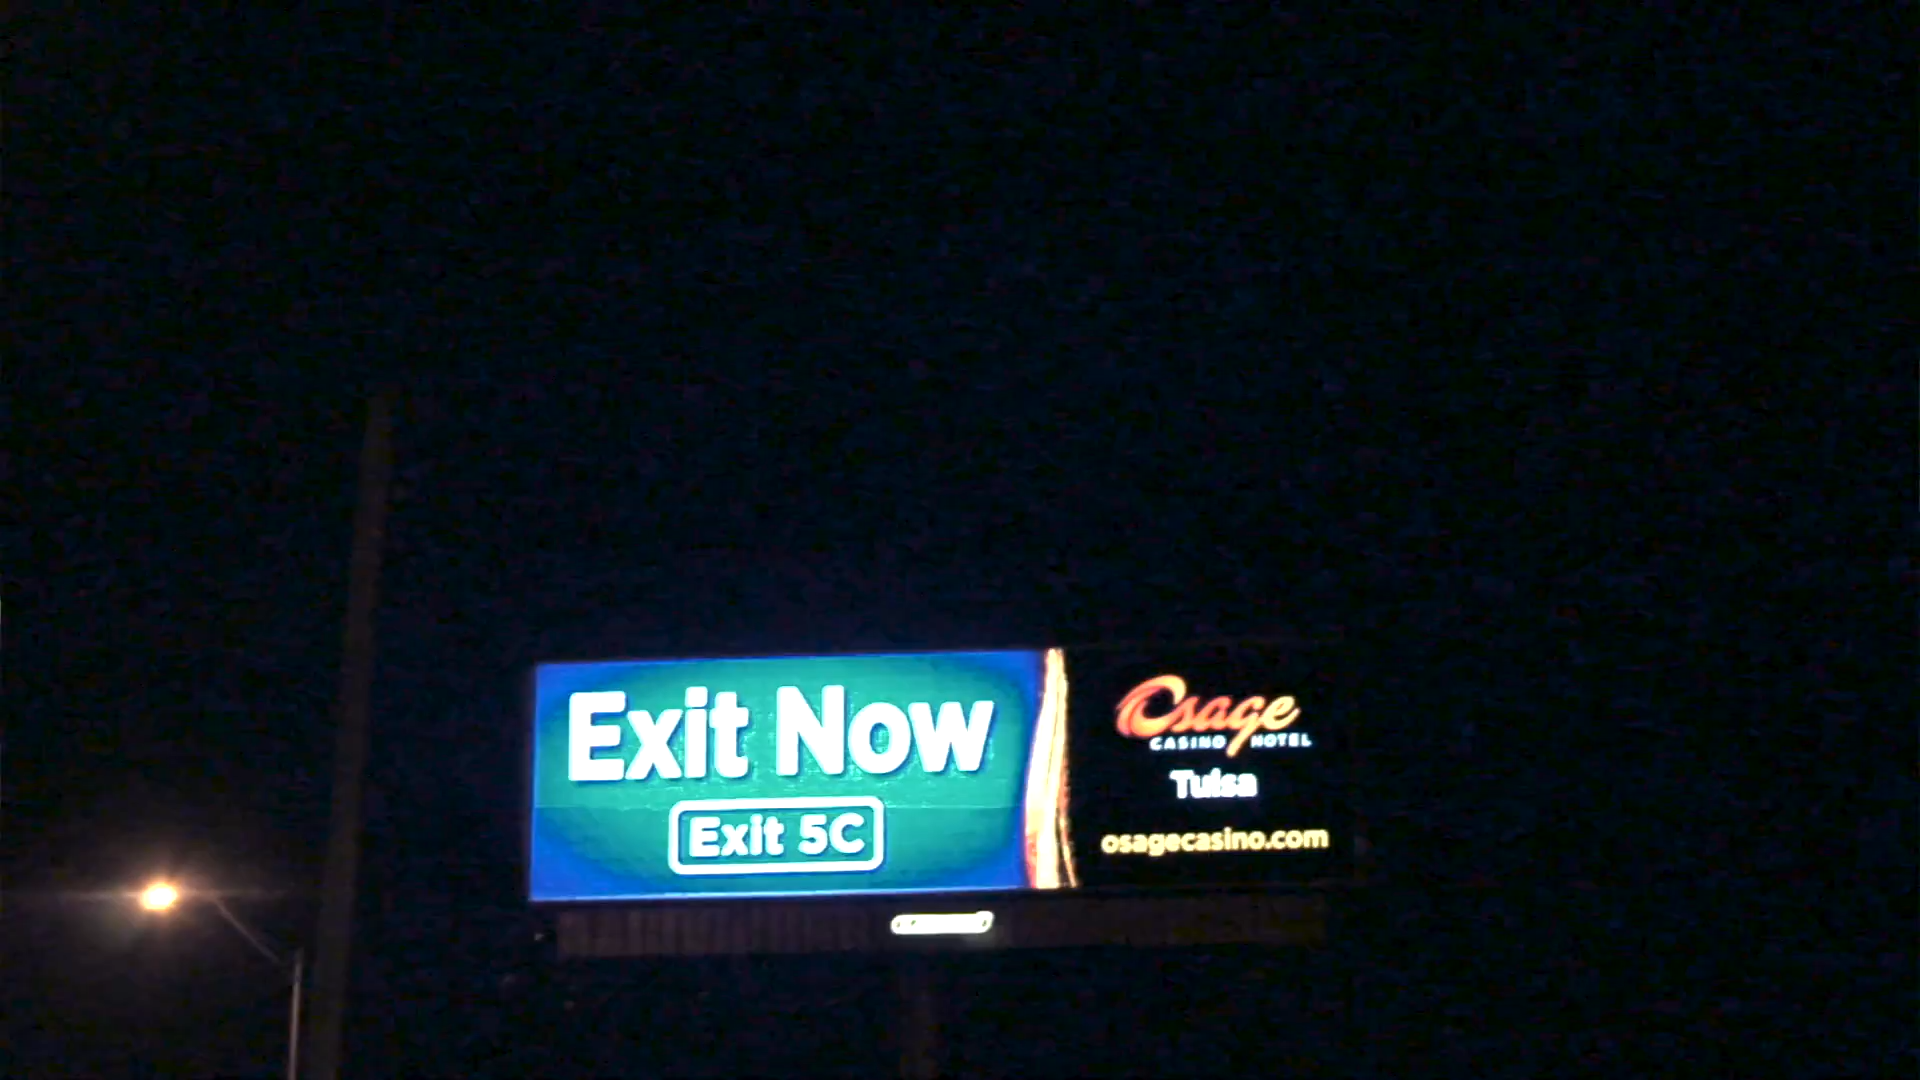 Exit Now
Exit 5C
Osage
CASINO HOTEL
Tulsa
osagecasino.com